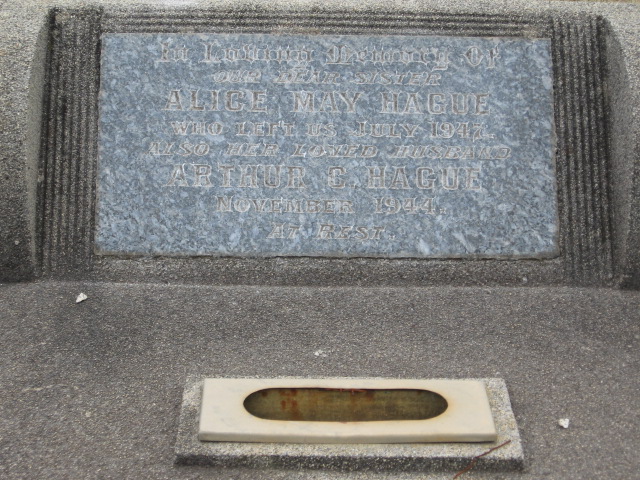 In Loving Memory Of
OUR DEAR SISTER
ALICE MAY HAGUE
WHO LEFT US JULY 1947.
ALSO HER LOVED HUSBAND
ARTHUR C. HAGUE
NOVEMBER 1944.
AT REST.